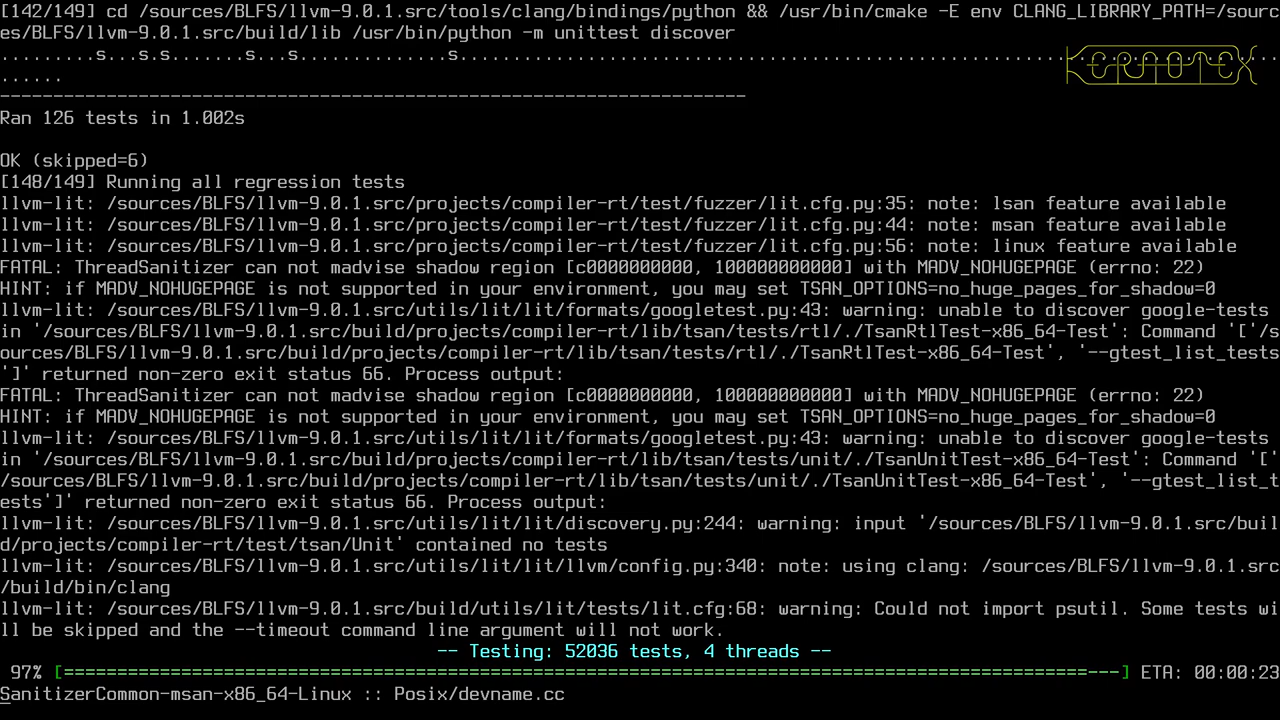 [142/149] cd /sources/BLFS/llvm-9.0.1.src/tools/clang/bindings/python && /usr/bin/cmake -E env CLANG_LIBRARY_PATH=/sourc
es/BLFS/llvm-9.0.1.src/build/lib /usr/bin/python -m unittest discover
.........s...s.s.......s...s..............s.............................................................................
......
----------------------------------------------------------------------
Ran 126 tests in 1.002s
OK (skipped=6)
[148/149] Running all regression tests
llvm-lit: /sources/BLFS/llvm-9.0.1.src/projects/compiler-rt/test/fuzzer/lit.cfg.py:35: note: lsan feature available
llvm-lit: /sources/BLFS/llvm-9.0.1.src/projects/compiler-rt/test/fuzzer/lit.cfg.py:44: note: msan feature available
llvm-lit: /sources/BLFS/llvm-9.0.1.src/projects/compiler-rt/test/fuzzer/lit.cfg.py:56: note: linux feature available
FATAL: ThreadSanitizer can not madvise shadow region [c0000000000, 100000000000] with MADV_NOHUGEPAGE (errno: 22)
HINT: if MADV_NOHUGEPAGE is not supported in your environment, you may set TSAN_OPTIONS=no_huge_pages_for_shadow=0
llvm-lit: /sources/BLFS/llvm-9.0.1.src/utils/lit/lit/formats/googletest.py:43: warning: unable to discover google-tests
in '/sources/BLFS/llvm-9.0.1.src/build/projects/compiler-rt/lib/tsan/tests/rtl/./TsanRtlTest-x86_64-Test': Command '['/s
ources/BLFS/llvm-9.0.1.src/build/projects/compiler-rt/lib/tsan/tests/rtl/./TsanRtlTest-x86_64-Test', '--gtest_list_tests
']' returned non-zero exit status 66. Process output:
FATAL: ThreadSanitizer can not madvise shadow region [c0000000000, 100000000000] with MADV_NOHUGEPAGE (errno: 22)
HINT: if MADV_NOHUGEPAGE is not supported in your environment, you may set TSAN_OPTIONS=no_huge_pages_for_shadow=0
llvm-lit: /sources/BLFS/llvm-9.0.1.src/utils/lit/lit/formats/googletest.py:43: warning: unable to discover google-tests
in '/sources/BLFS/llvm-9.0.1.src/build/projects/compiler-rt/lib/tsan/tests/unit/./TsanUnitTest-x86_64-Test': Command '['
/sources/BLFS/llvm-9.0.1.src/build/projects/compiler-rt/lib/tsan/tests/unit/./TsanUnitTest-x86_64-Test', '--gtest_list_t
ests']' returned non-zero exit status 66. Process output:
llvm-lit: /sources/BLFS/llvm-9.0.1.src/utils/lit/lit/discovery.py:244: warning: input '/sources/BLFS/llvm-9.0.1.src/buil
d/projects/compiler-rt/test/tsan/Unit' contained no tests
llvm-lit: /sources/BLFS/llvm-9.0.1.src/utils/lit/lit/llvm/config.py:340: note: using clang: /sources/BLFS/llvm-9.0.1.src
/build/bin/clang
llvm-lit: /sources/BLFS/llvm-9.0.1.src/build/utils/lit/tests/lit.cfg:68: warning: Could not import psutil. Some tests wi
ll be skipped and the --timeout command line argument will not work.
-- Testing: 52036 tests, 4 threads --
97% [=================================================================================================---] ETA: 00:00:23
SanitizerCommon-msan-x86_64-Linux :: Posix/devname.cc